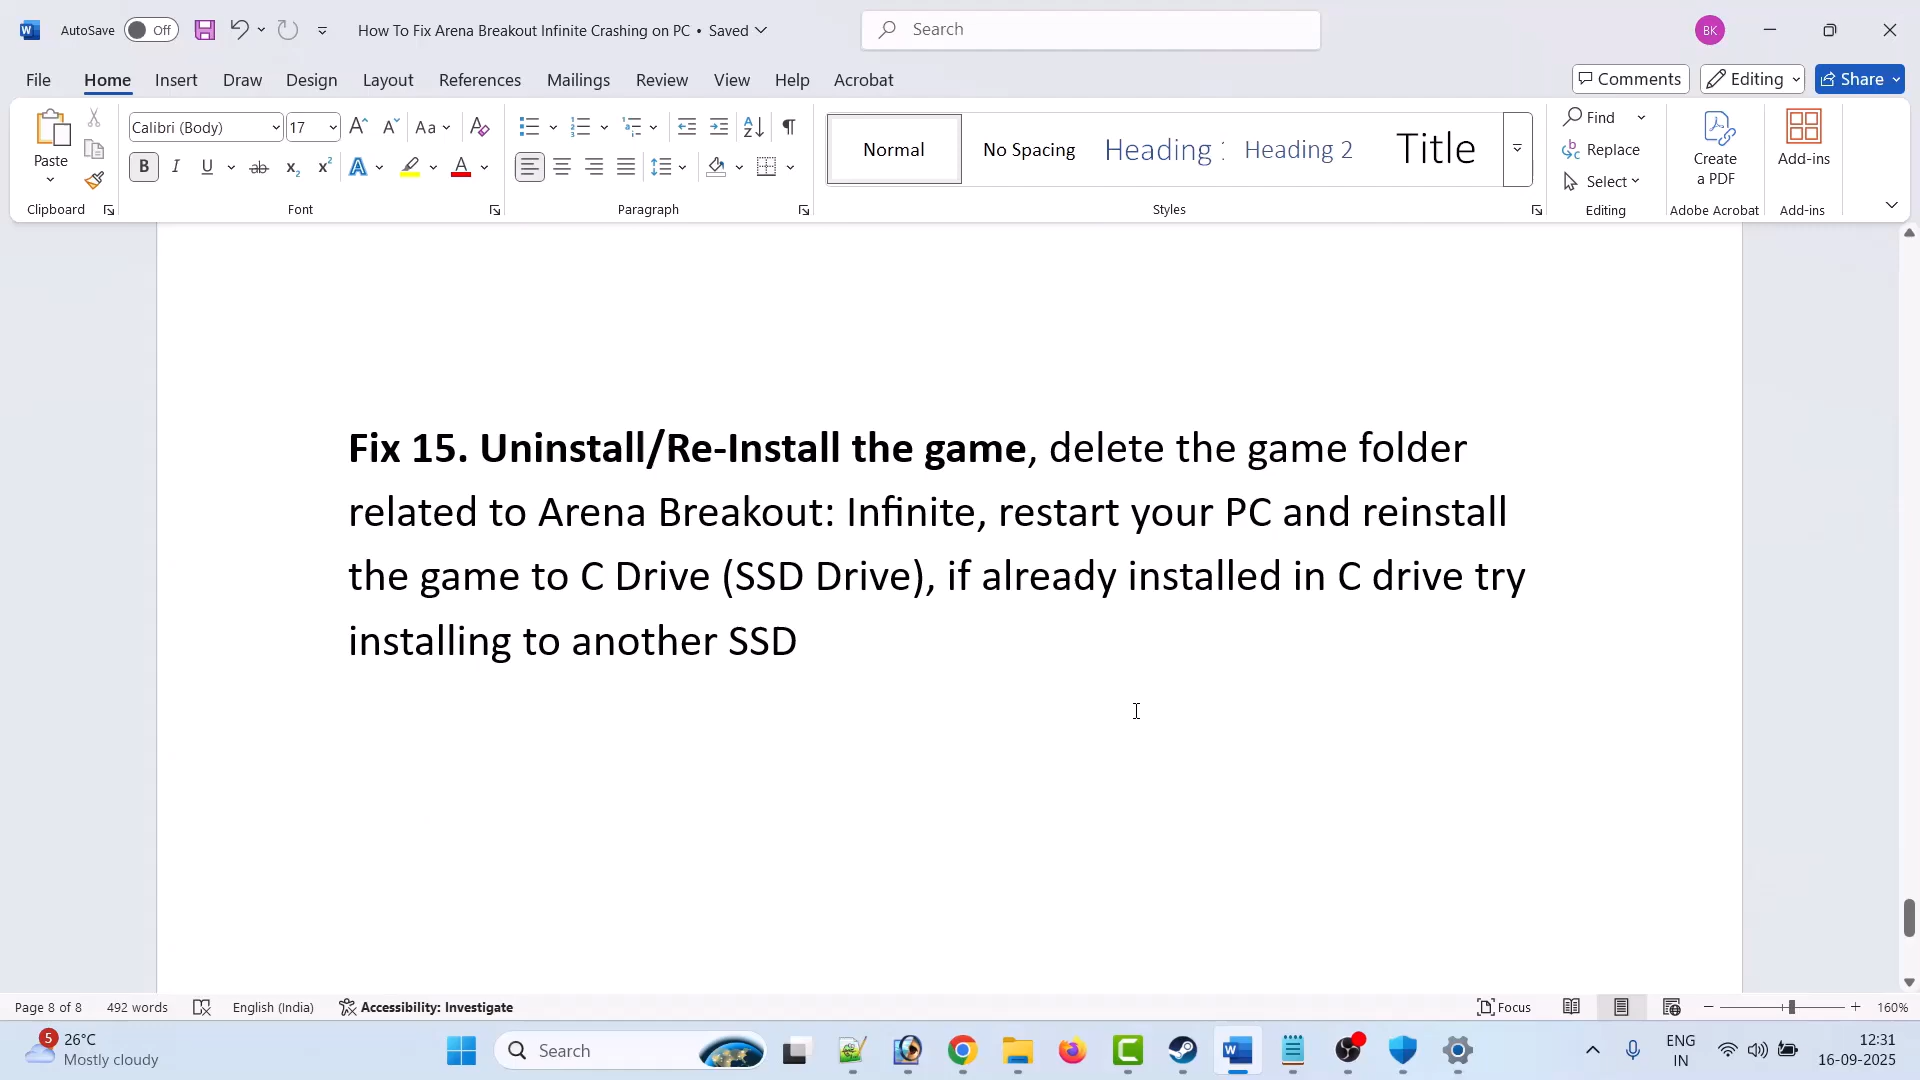 AutoSave Off How To Fix Arena Breakout Infinite Crashing on PC • Saved Search BK
File Home Insert Draw Design Layout References Mailings Review View Help Acrobat Comments Editing Share
Calibri (Body) 17 Aa
Paste
B I U ab x₂ x² A A
Normal No Spacing Heading Heading 2 Title
Find
Replace
Select
Create
a PDF
Add-ins
Clipboard Font Paragraph Styles Editing Adobe Acrobat Add-ins
Fix 15. Uninstall/Re-Install the game, delete the game folder
related to Arena Breakout: Infinite, restart your PC and reinstall
the game to C Drive (SSD Drive), if already installed in C drive try
installing to another SSD
Page 8 of 8 492 words English (India) Accessibility: Investigate Focus 160%
5 26°C
Mostly cloudy
Search
ENG
IN
12:31
16-09-2025